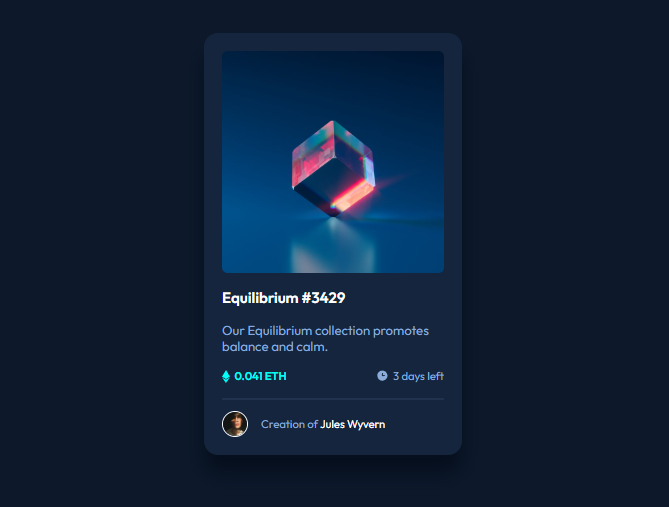 Equilibrium #3429
Our Equilibrium collection promotes
balance and calm.
0.041 ETH
3 days left
Creation of Jules Wyvern